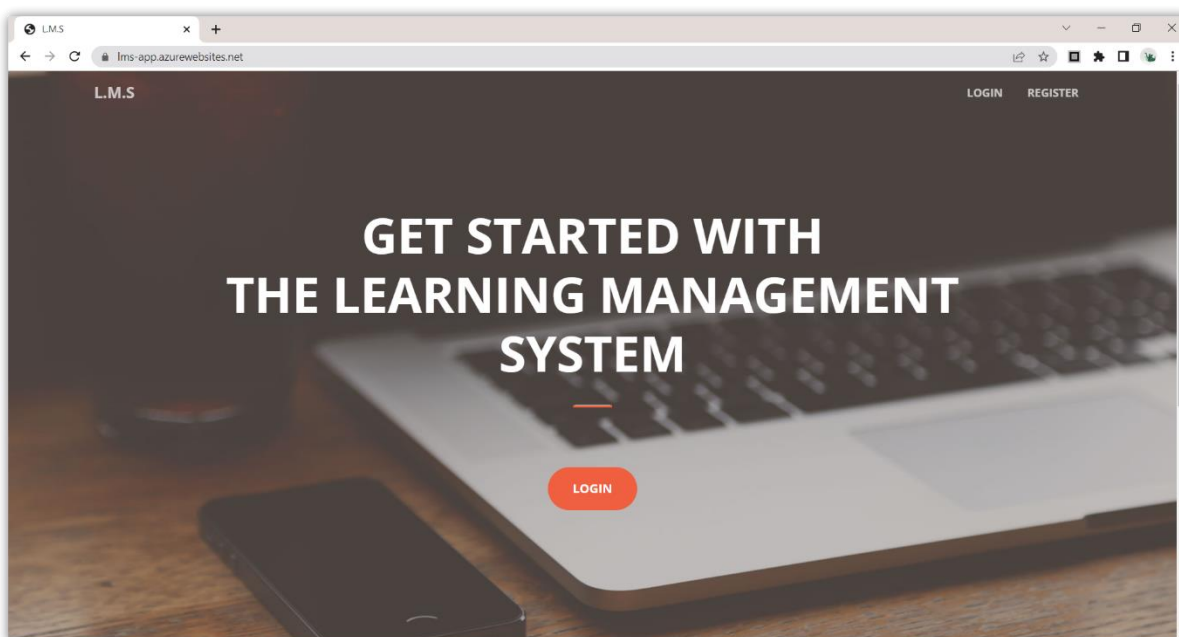 L.M.S
lms-app.azurewebsites.net
L.M.S
LOGIN REGISTER
GET STARTED WITH
THE LEARNING MANAGEMENT
SYSTEM
LOGIN